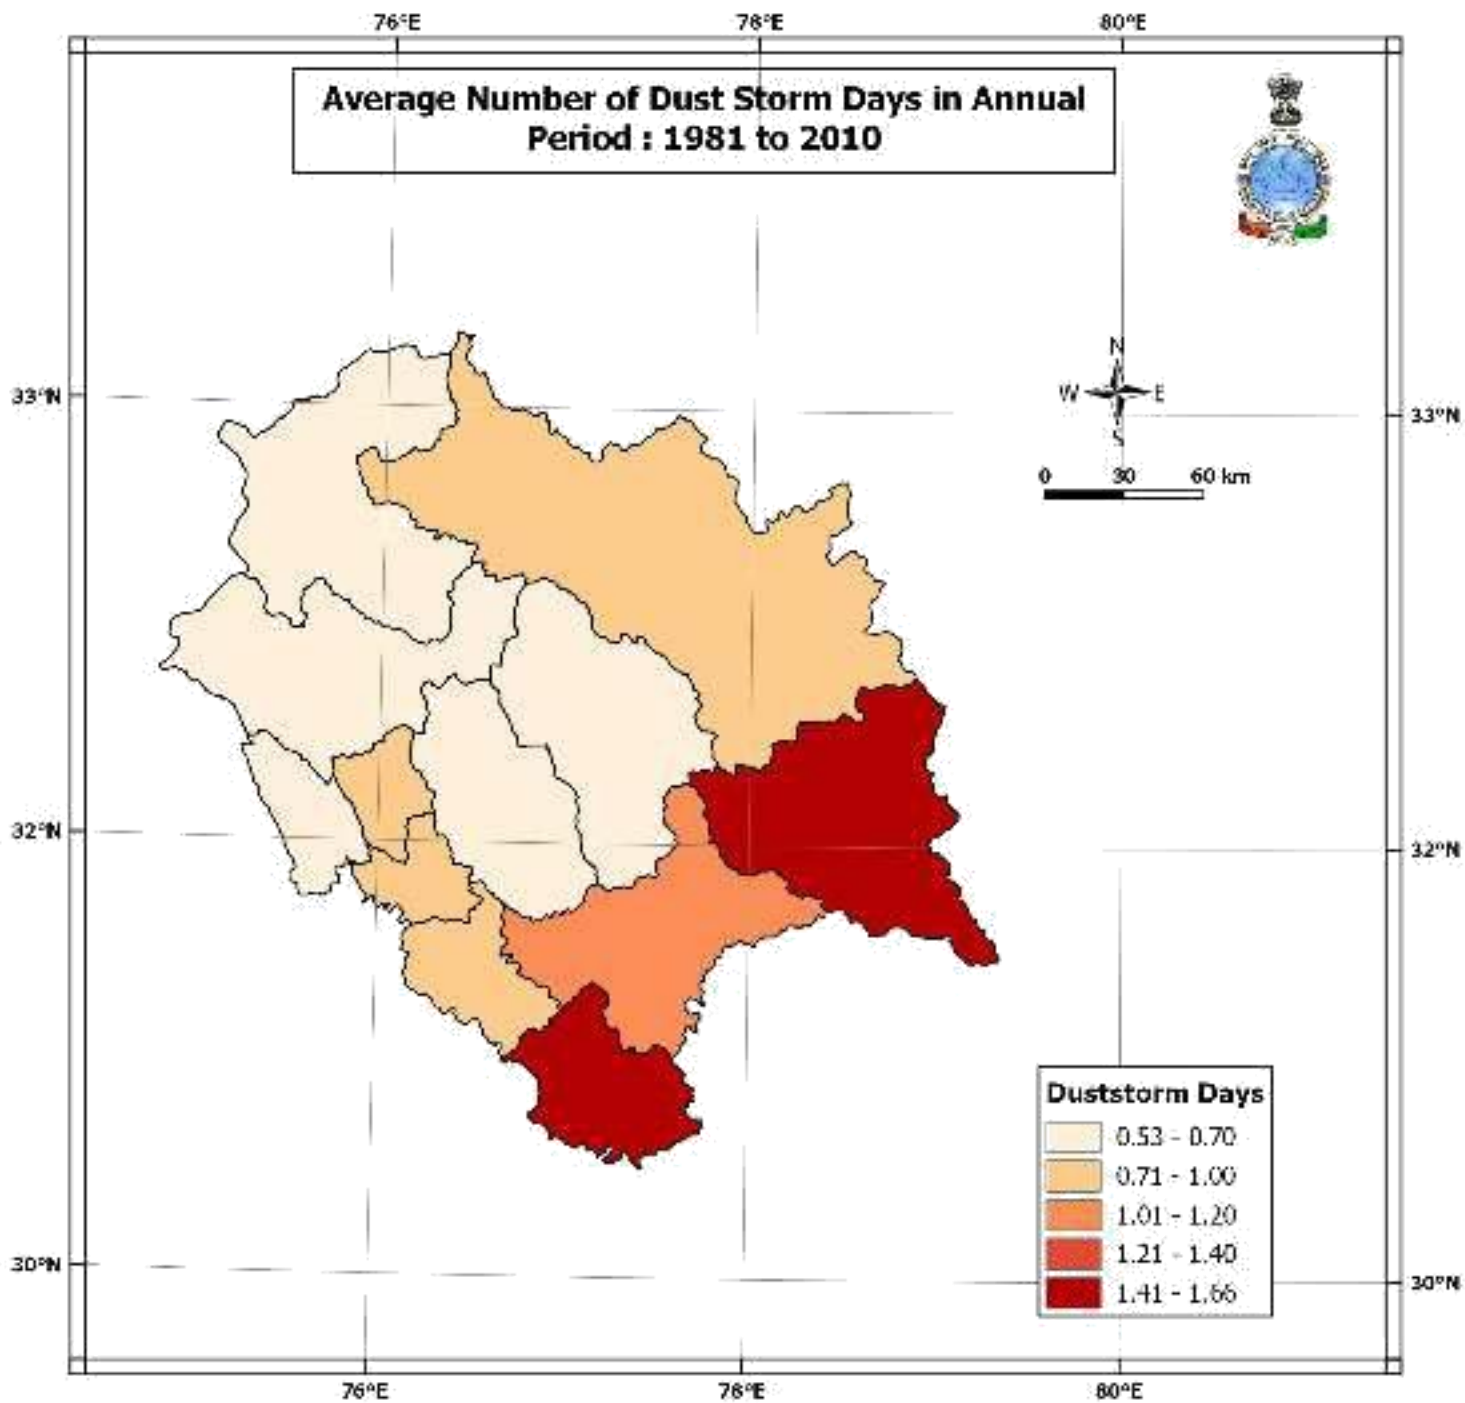 76°E 78°E 80°E
Average Number of Dust Storm Days in Annual
Period : 1981 to 2010
N
W E
S
33°N 33°N
0 30 60 km
32°N 32°N
Duststorm Days
0.53 - 0.70
0.71 - 1.00
1.01 - 1.20
1.21 - 1.40
1.41 - 1.66
30°N 30°N
76°E 78°E 80°E